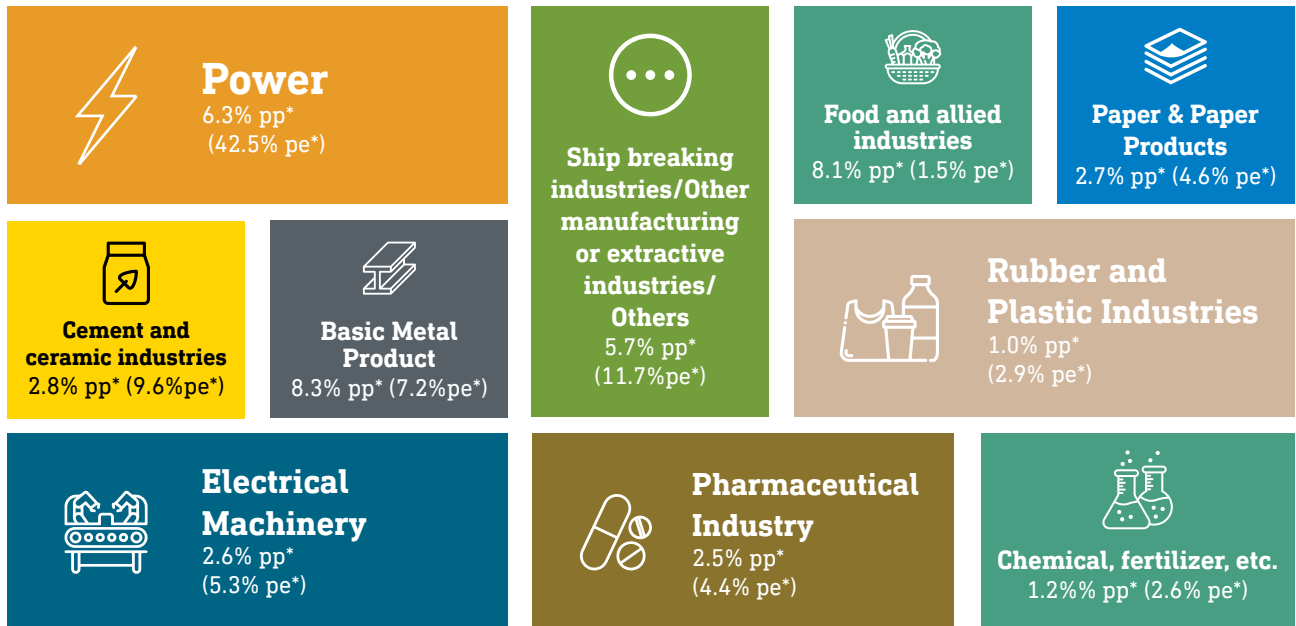 Power
6.3% pp*
(42.5% pe*)
Ship breaking
industries/Other
manufacturing
or extractive
industries/
Others
5.7% pp*
(11.7%pe*)
Food and allied
industries
8.1% pp* (1.5% pe*)
Paper & Paper
Products
2.7% pp* (4.6% pe*)
Cement and
ceramic industries
2.8% pp* (9.6%pe*)
Basic Metal
Product
8.3% pp* (7.2%pe*)
Rubber and
Plastic Industries
1.0% pp*
(2.9% pe*)
Electrical
Machinery
2.6% pp*
(5.3% pe*)
Pharmaceutical
Industry
2.5% pp*
(4.4% pe*)
Chemical, fertilizer, etc.
1.2%% pp* (2.6% pe*)